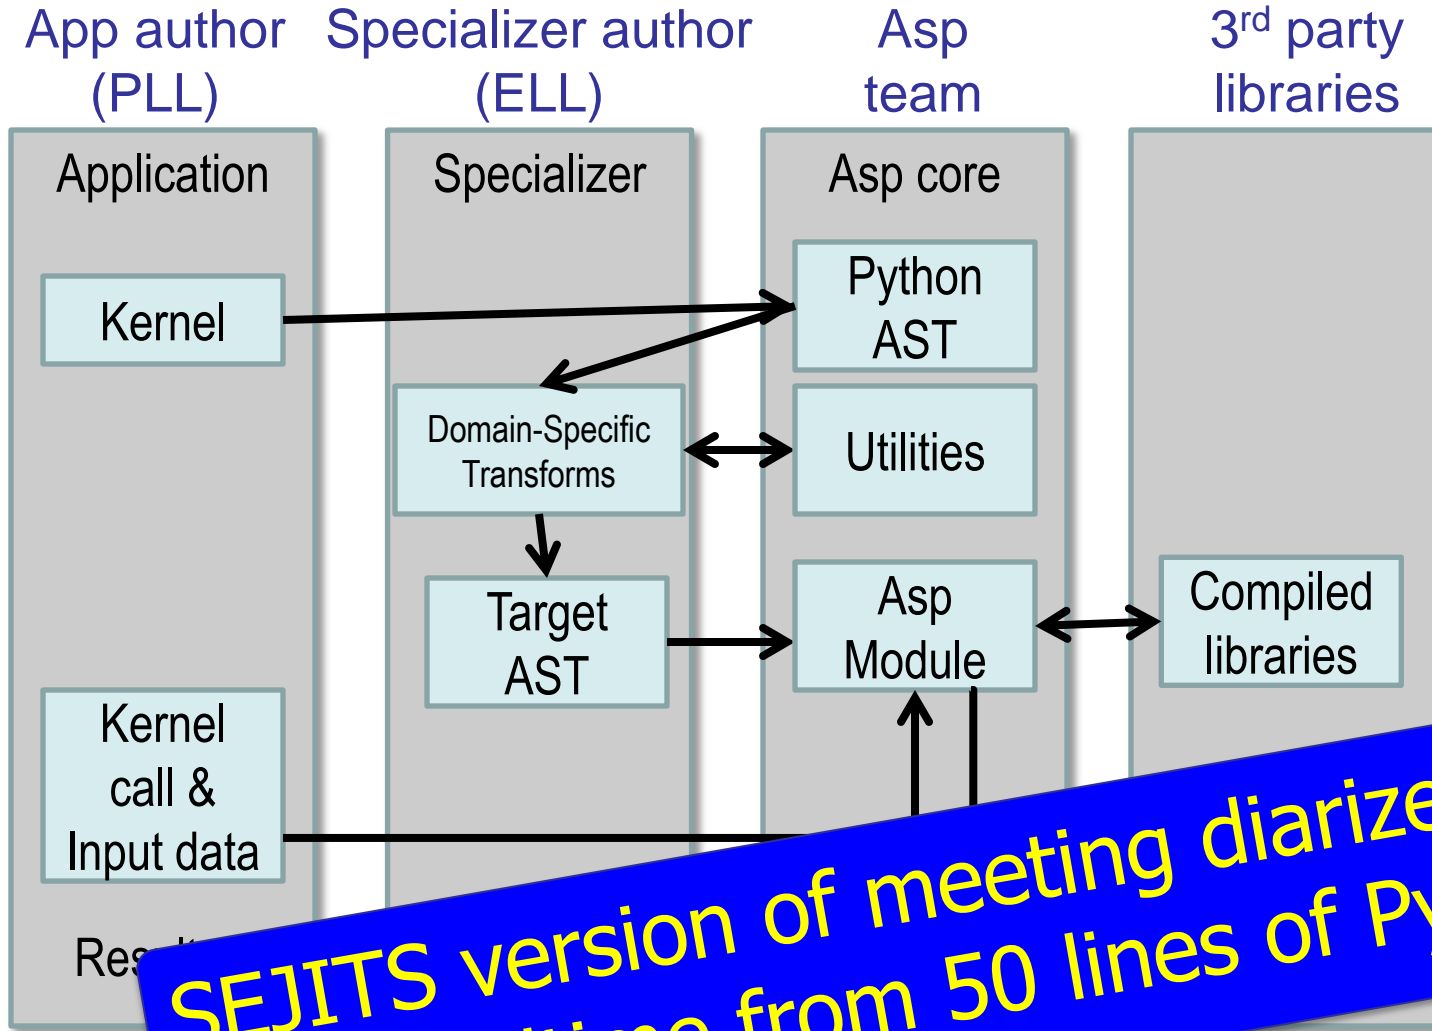 App author
(PLL)
Specializer author
(ELL)
Asp
team
3rd party
libraries
Application
Specializer
Asp core
Kernel
Python
AST
Domain-Specific
Transforms
Utilities
Target
AST
Asp
Module
Compiled
libraries
Kernel
call &
Input data
SEJITS version of meeting
from 50 lines of